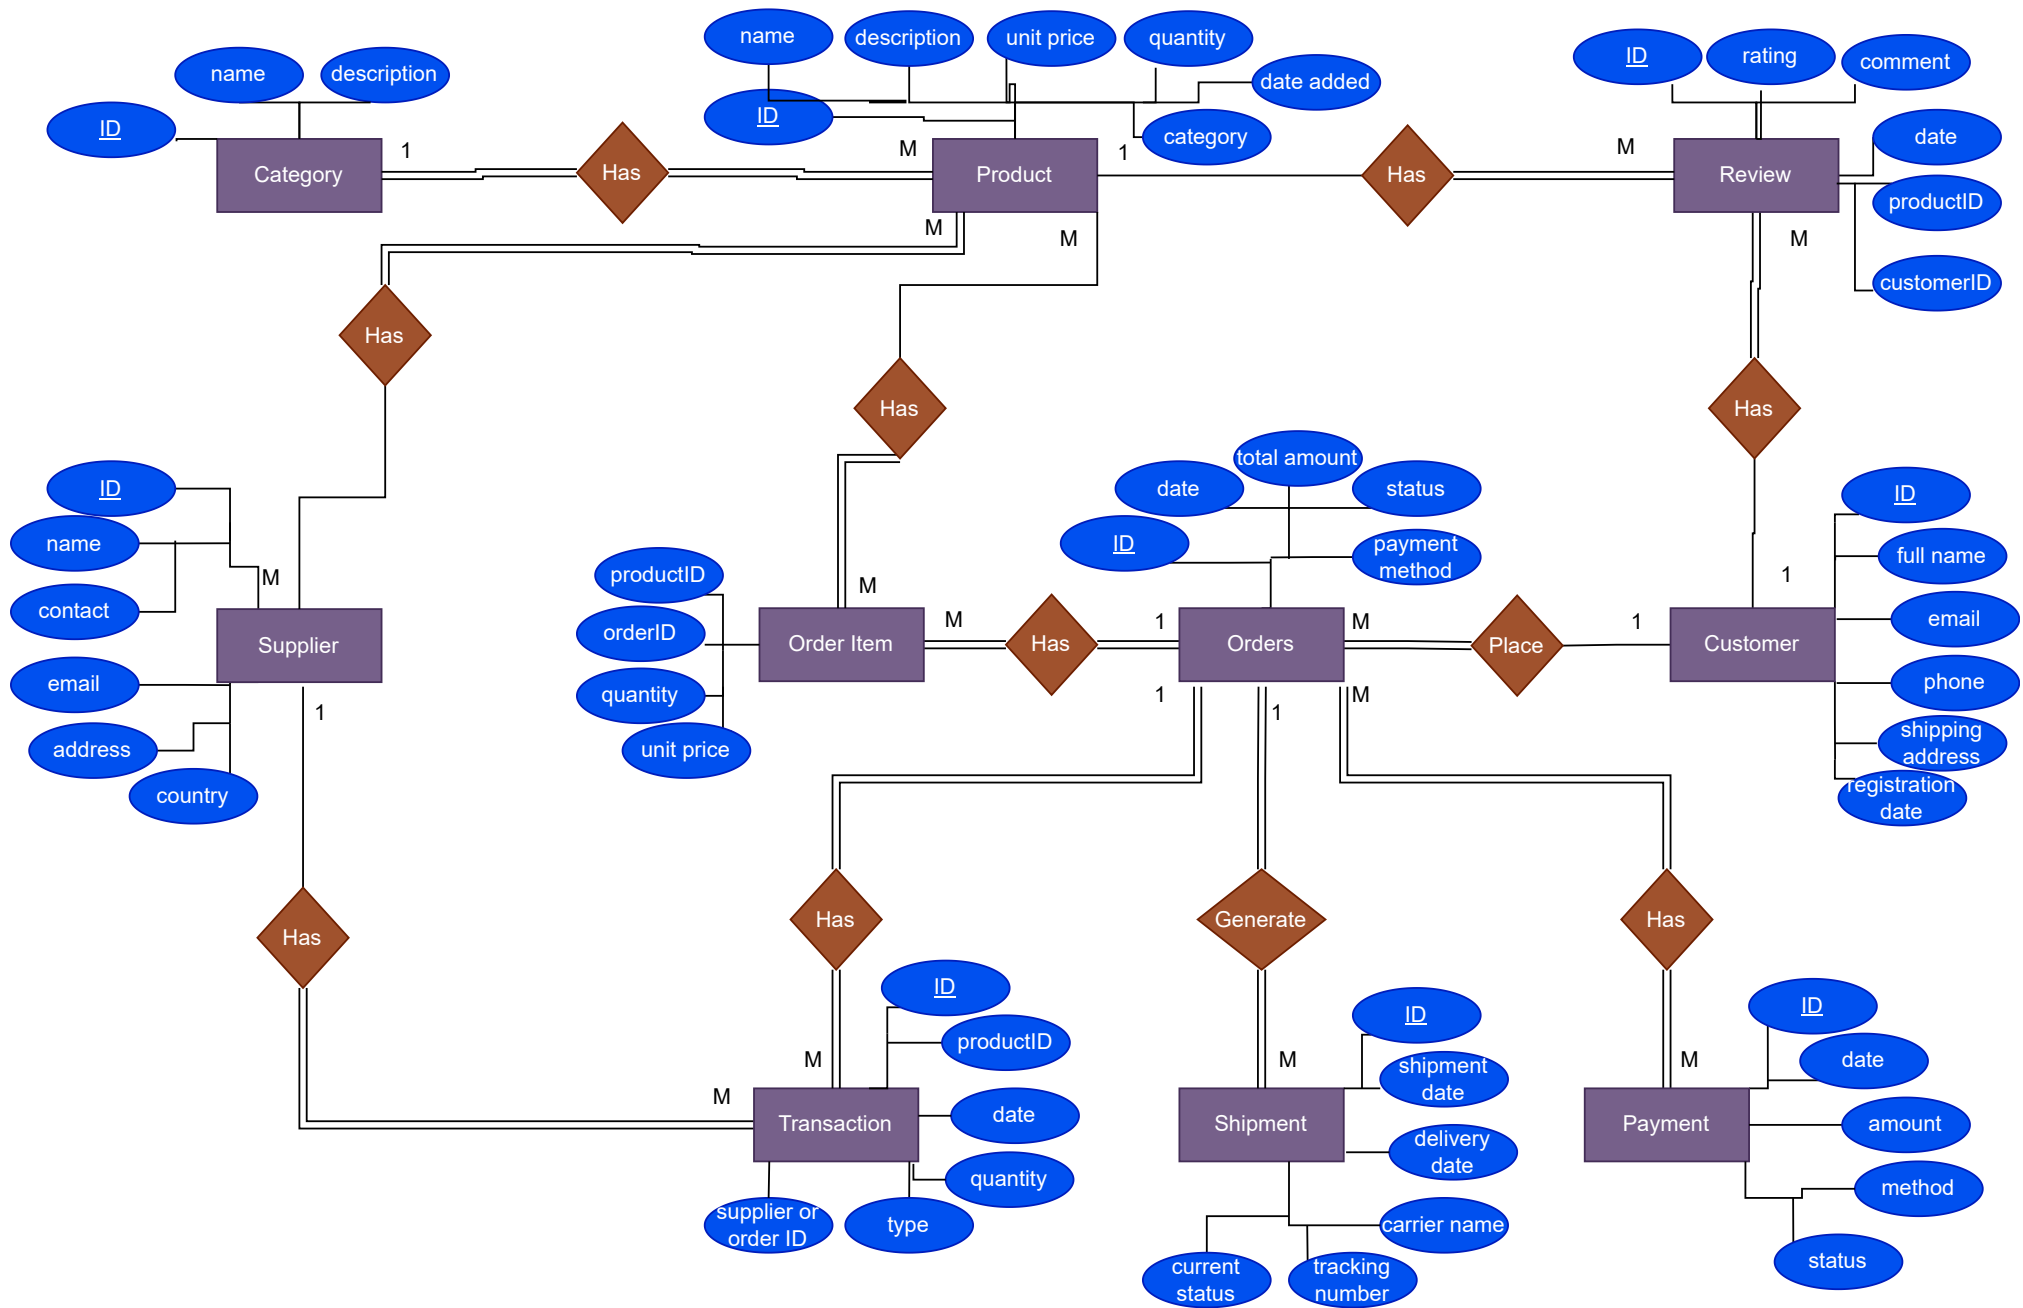 name
description
unit price
quantity
ID
rating
comment
name
description
date added
ID
ID
category
date
1
M
1
M
Category
Has
Product
Has
Review
productID
M
M
M
customerID
Has
Has
Has
total amount
ID
date
status
ID
name
ID
payment
method
full name
productID
M
M
1
contact
orderID
M
1
M
1
email
Supplier
Order Item
Has
Orders
Place
Customer
email
quantity
1
M
phone
1
1
address
unit price
shipping
address
country
registration
date
Has
Has
Generate
Has
ID
ID
ID
productID
M
M
M
shipment
date
date
M
date
Transaction
Shipment
Payment
amount
delivery
date
quantity
method
supplier or
order ID
type
carrier name
current
status
tracking
number
status